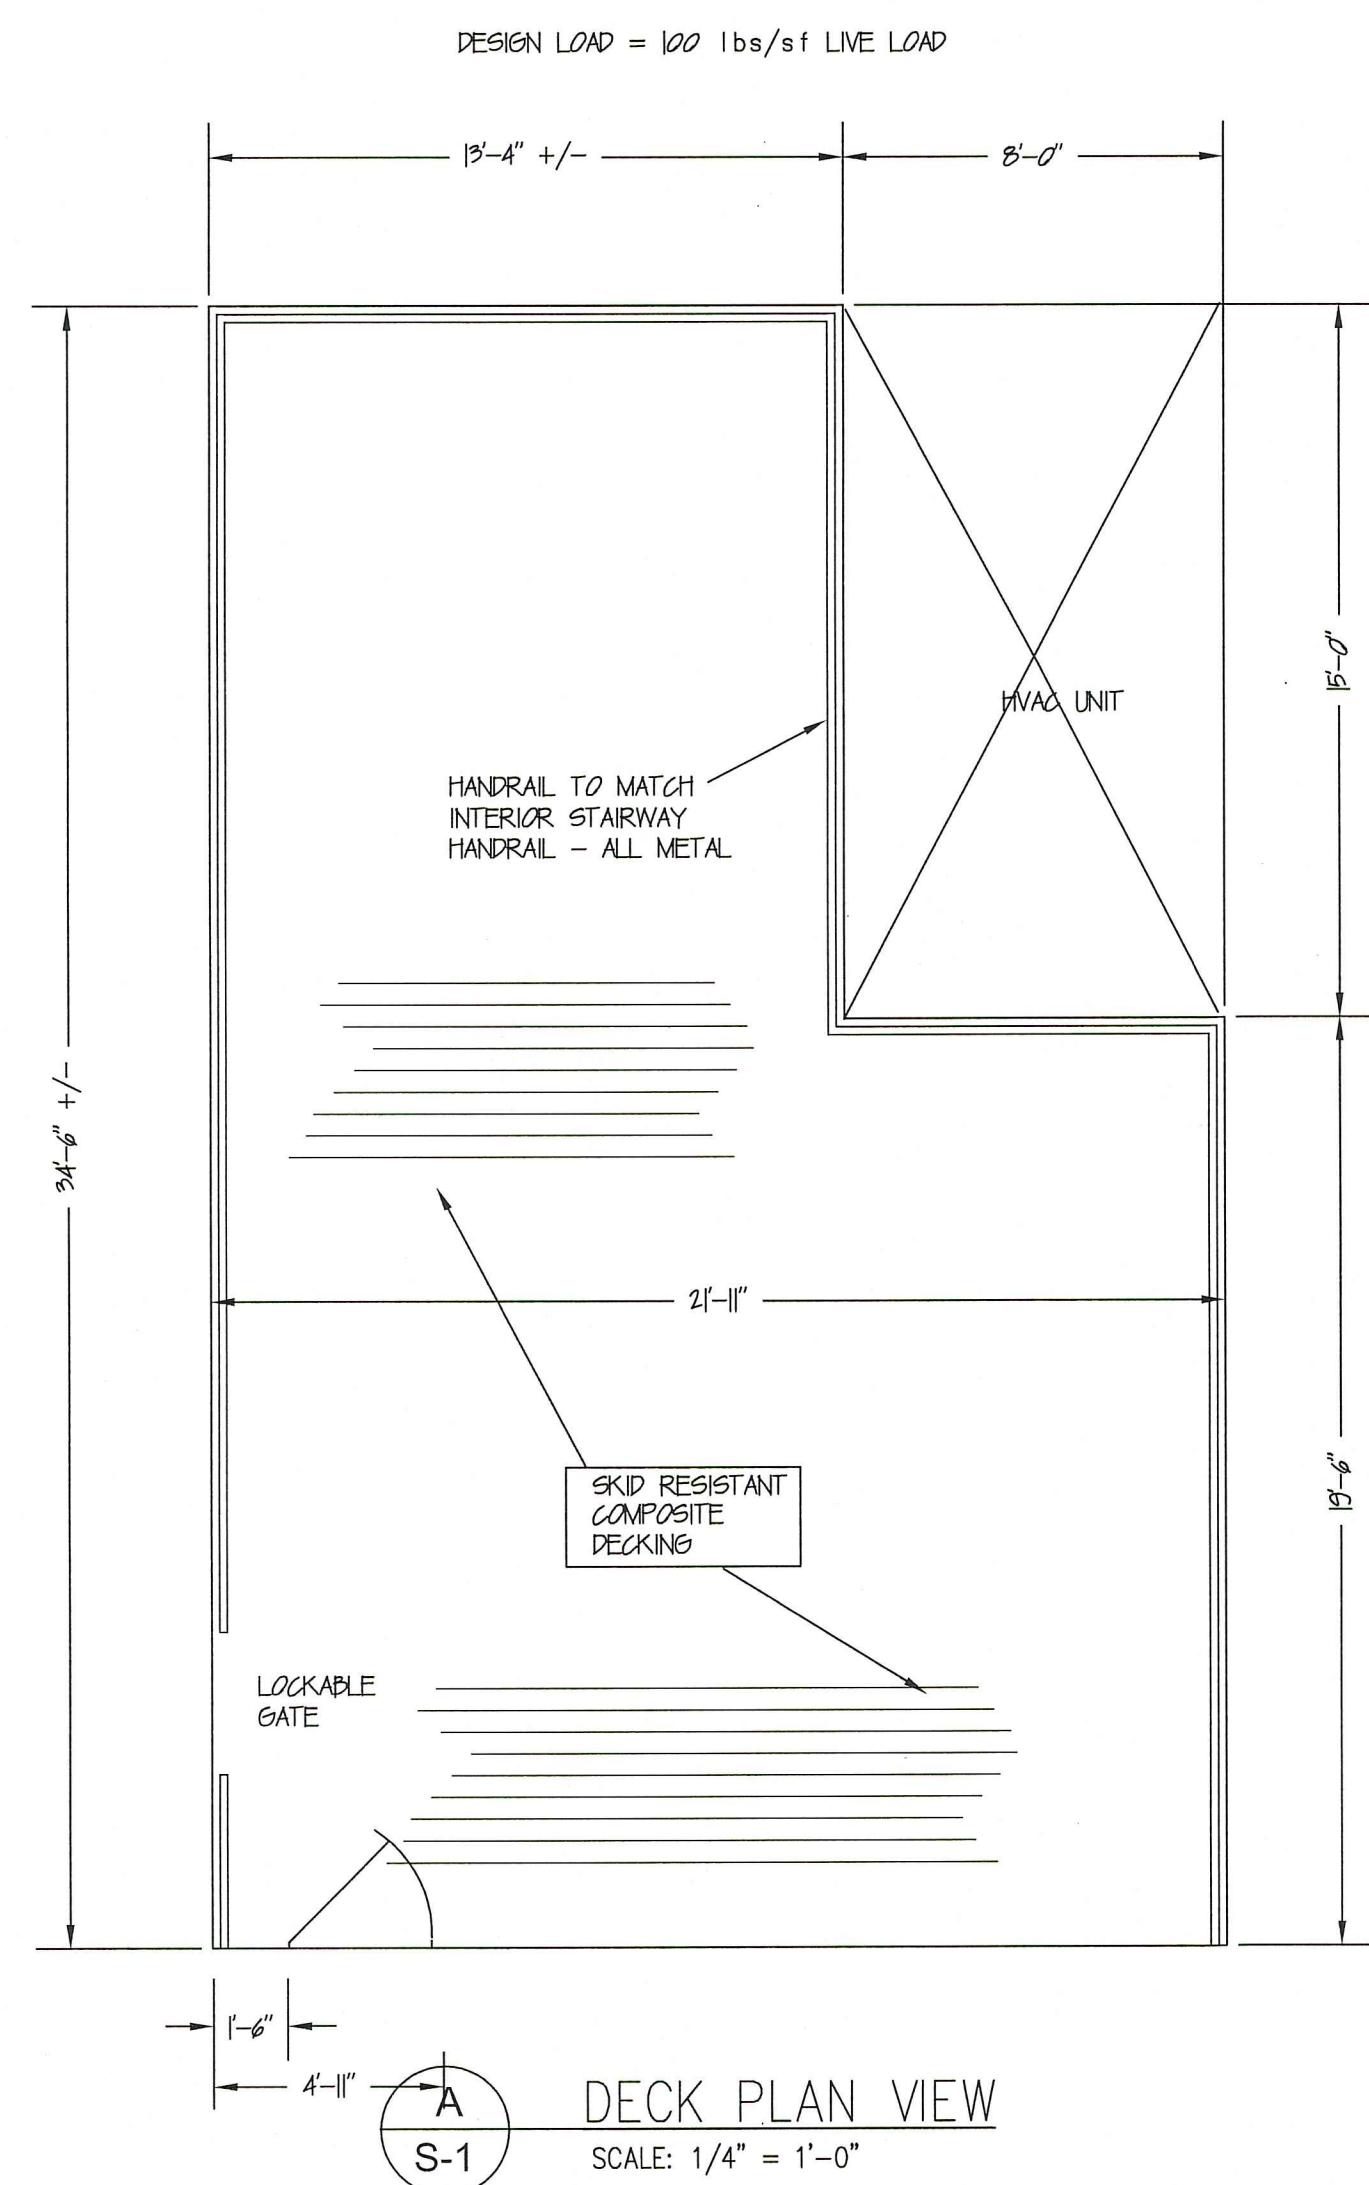 DESIGN LOAD = 100 lbs/sf LIVE LOAD
13'-4" +/-
8'-0"
15'-0"
HVAC UNIT
HANDRAIL TO MATCH
INTERIOR STAIRWAY
HANDRAIL - ALL METAL
34'-6" +/-
21'-11"
19'-6"
SKID RESISTANT
COMPOSITE
DECKING
LOCKABLE
GATE
1'-6"
4'-11"
A
S-1
DECK PLAN VIEW
SCALE: 1/4" = 1'-0"